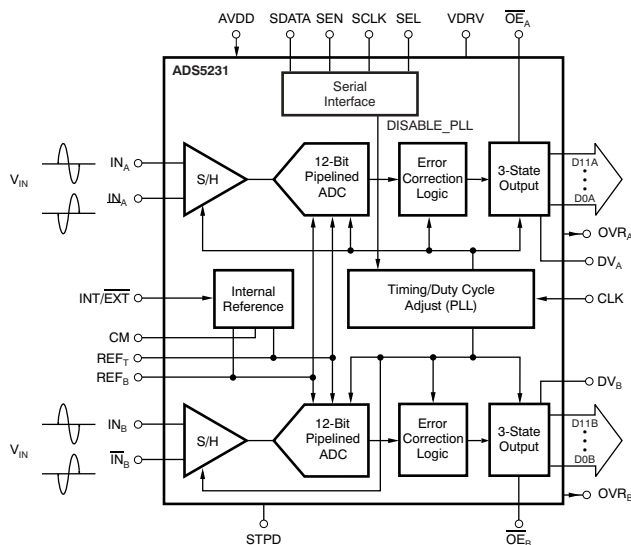 AVDD SDATA SEN SCLK SEL VDRV OE_A
ADS5231
Serial
Interface
DISABLE_PLL
V_IN
IN_A
IN_A
S/H
12-Bit
Pipelined
ADC
Error
Correction
Logic
3-State
Output
D11A
D0A
OVR_A
DV_A
INT/EXT
Internal
Reference
Timing/Duty Cycle
Adjust (PLL)
CLK
CM
REF_T
REF_B
DV_B
V_IN
IN_B
IN_B
S/H
12-Bit
Pipelined
ADC
Error
Correction
Logic
3-State
Output
D11B
D0B
OVR_B
STPD
OE_B